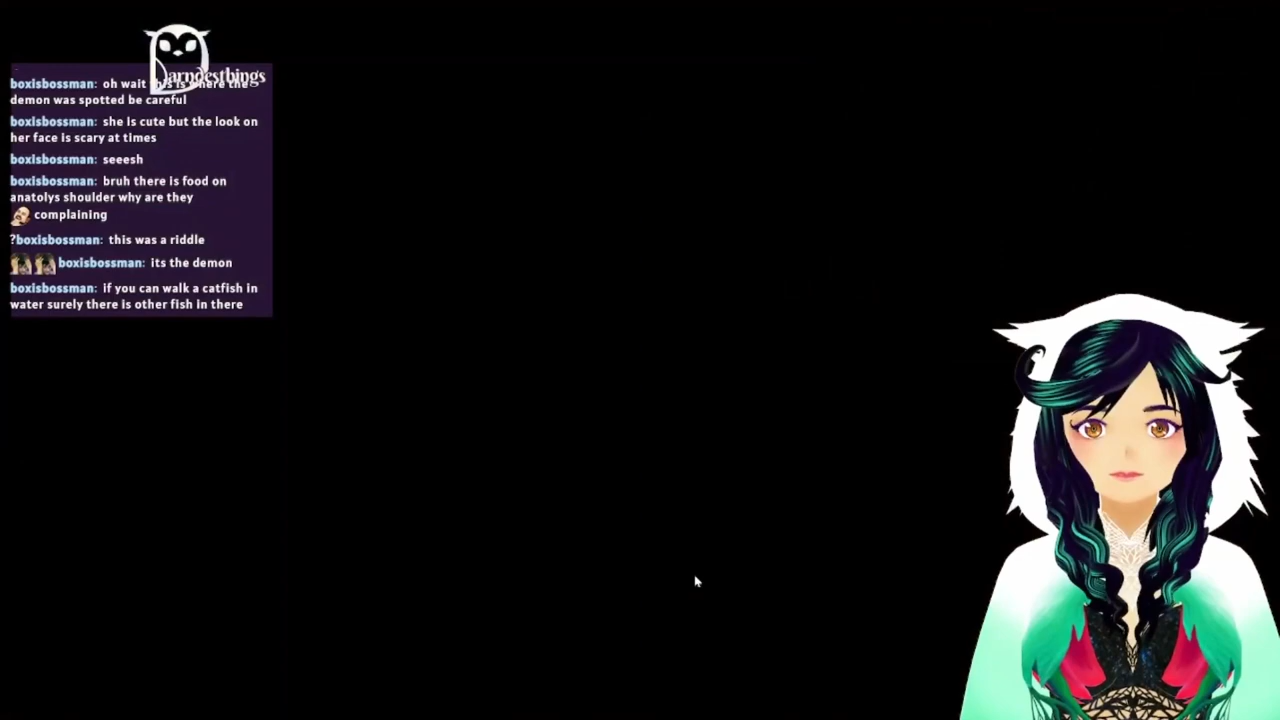 arndestbings
boxisbossman: oh wait this is where the
demon was spotted be careful
boxisbossman: she is cute but the look on
her face is scary at times
boxisbossman: seeesh
boxisbossman: bruh there is food on
anatolys shoulder why are they
complaining
?boxisbossman: this was a riddle
boxisbossman: its the demon
boxisbossman: if you can walk a catfish in
water surely there is other fish in there